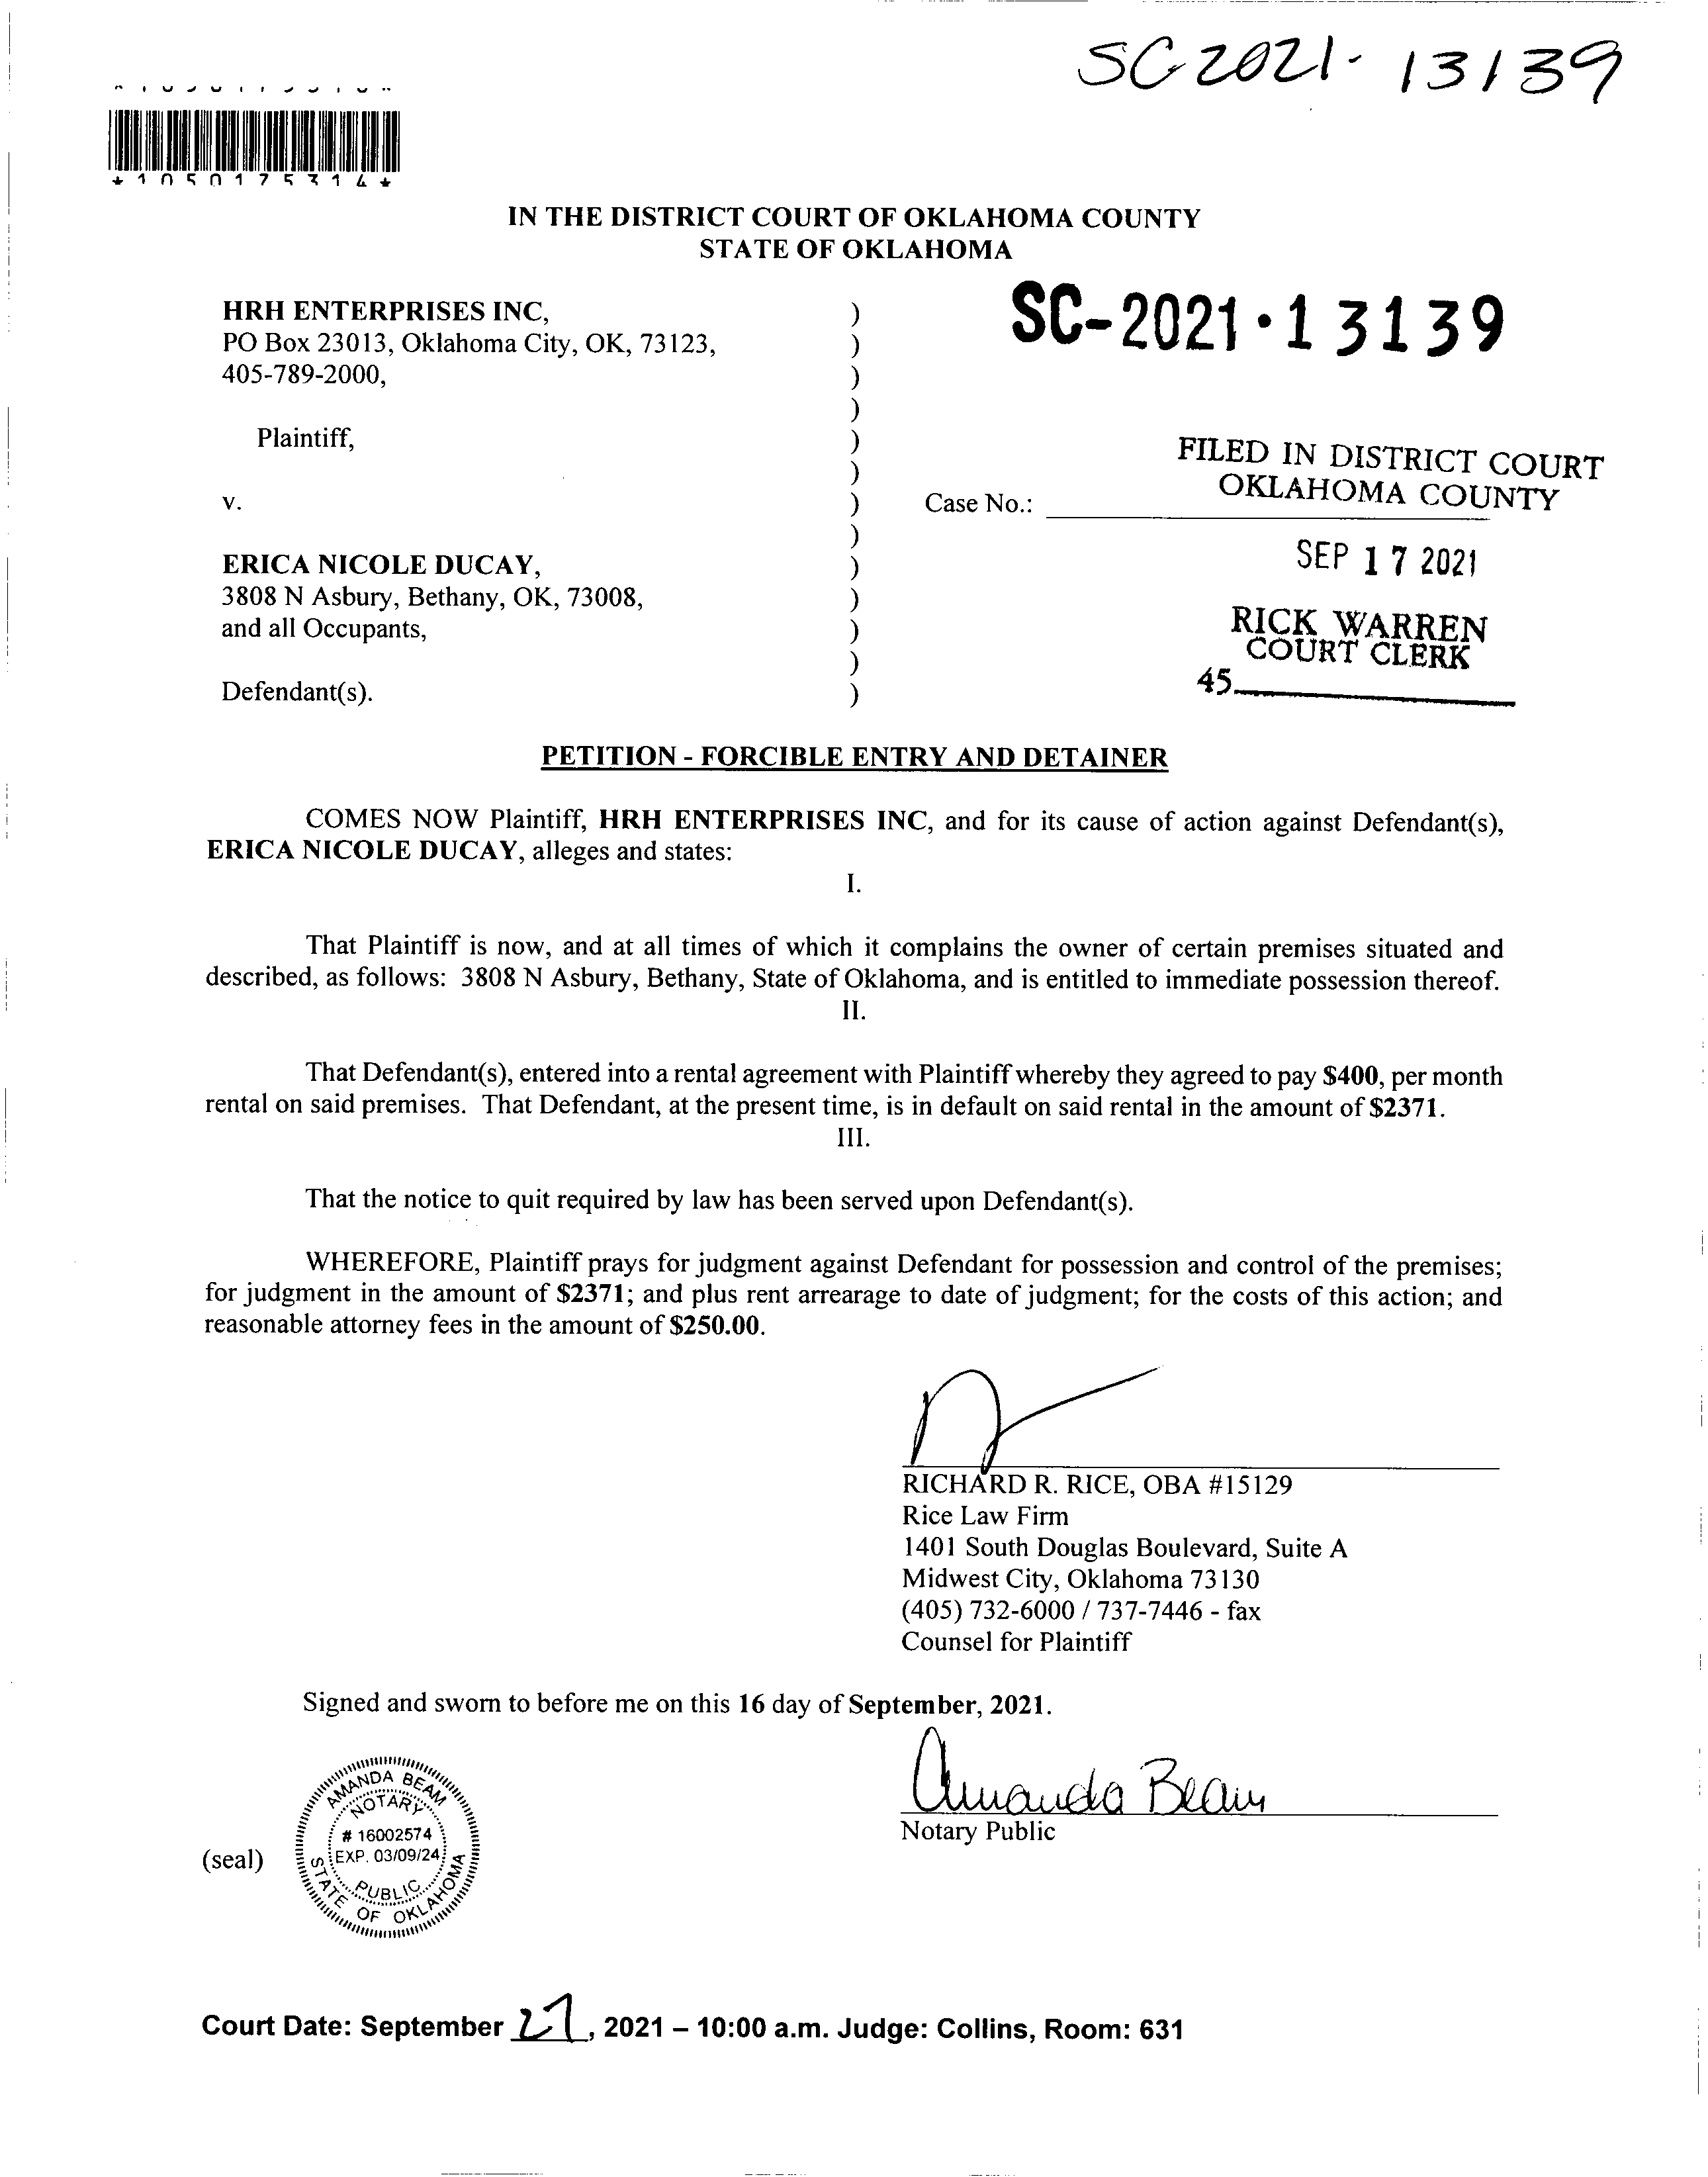 SC2021-13139
*1050175314*
IN THE DISTRICT COURT OF OKLAHOMA COUNTY
STATE OF OKLAHOMA
HRH ENTERPRISES INC, )
PO Box 23013, Oklahoma City, OK, 73123, )
405-789-2000, )
)
Plaintiff, )
)
v. )
)
ERICA NICOLE DUCAY, )
3808 N Asbury, Bethany, OK, 73008, )
and all Occupants, )
)
Defendant(s). )
SC-2021-13139
FILED IN DISTRICT COURT
OKLAHOMA COUNTY
Case No.:
SEP 17 2021
RICK WARREN
COURT CLERK
45
PETITION - FORCIBLE ENTRY AND DETAINER
COMES NOW Plaintiff, HRH ENTERPRISES INC, and for its cause of action against Defendant(s),
ERICA NICOLE DUCAY, alleges and states:
I.
That Plaintiff is now, and at all times of which it complains the owner of certain premises situated and
described, as follows: 3808 N Asbury, Bethany, State of Oklahoma, and is entitled to immediate possession thereof.
II.
That Defendant(s), entered into a rental agreement with Plaintiff whereby they agreed to pay $400, per month
rental on said premises. That Defendant, at the present time, is in default on said rental in the amount of $2371.
III.
That the notice to quit required by law has been served upon Defendant(s).
WHEREFORE, Plaintiff prays for judgment against Defendant for possession and control of the premises;
for judgment in the amount of $2371; and plus rent arrearage to date of judgment; for the costs of this action; and
reasonable attorney fees in the amount of $250.00.
RICHARD R. RICE, OBA #15129
Rice Law Firm
1401 South Douglas Boulevard, Suite A
Midwest City, Oklahoma 73130
(405) 732-6000 / 737-7446 - fax
Counsel for Plaintiff
Signed and sworn to before me on this 16 day of September, 2021.
Amanda Beam
Notary Public
(seal)
AMANDA BEAM
NOTARY
# 16002574
EXP. 03/09/24
PUBLIC
STATE OF OKLAHOMA
Court Date: September 27, 2021 – 10:00 a.m. Judge: Collins, Room: 631